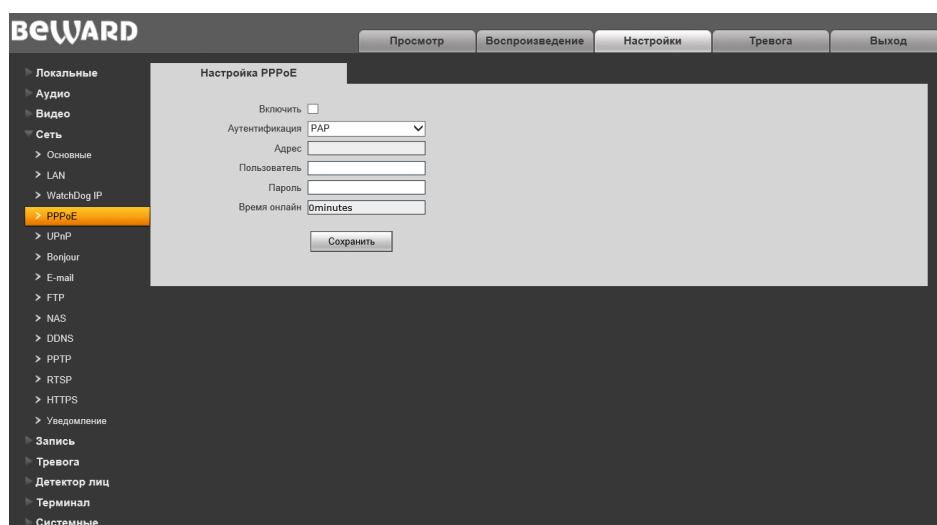 BEWARD
Просмотр Воспроизведение Настройки Тревога Выход
Локальные
Аудио
Видео
Сеть
Основные
LAN
WatchDog IP
PPPoE
UPnP
Bonjour
E-mail
FTP
NAS
DDNS
PPTP
RTSP
HTTPS
Уведомление
Запись
Тревога
Детектор лиц
Терминал
Системные
Настройка PPPoE
Включить
Аутентификация PAP
Адрес
Пользователь
Пароль
Время онлайн 0minutes
Сохранить